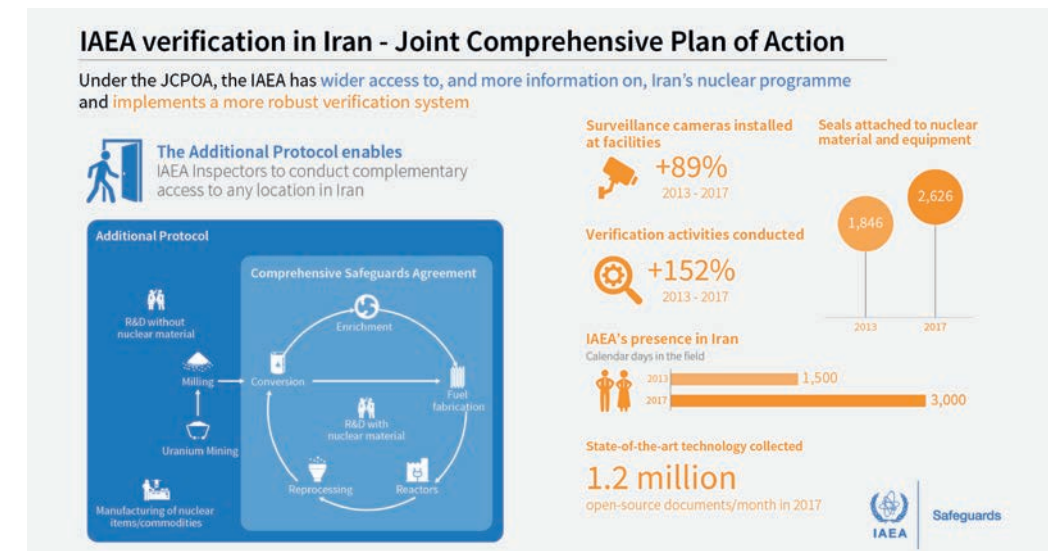 IAEA verification in Iran - Joint Comprehensive Plan of Action
Under the JCPOA, the IAEA has wider access to, and more information on, Iran's nuclear programme
and implements a more robust verification system
The Additional Protocol enables
IAEA Inspectors to conduct complementary
access to any location in Iran
Additional Protocol
Comprehensive Safeguards Agreement
R&D without
nuclear material
Enrichment
Milling
Conversion
Fuel
fabrication
R&D with
nuclear material
Uranium Mining
Reprocessing
Reactors
Manufacturing of nuclear
items/commodities
Surveillance cameras installed
at facilities
+89%
2013 - 2017
Seals attached to nuclear
material and equipment
1,846
2,626
2013
2017
Verification activities conducted
+152%
2013 - 2017
IAEA's presence in Iran
Calendar days in the field
2013
1,500
2017
3,000
State-of-the-art technology collected
1.2 million
open-source documents/month in 2017
IAEA
Safeguards